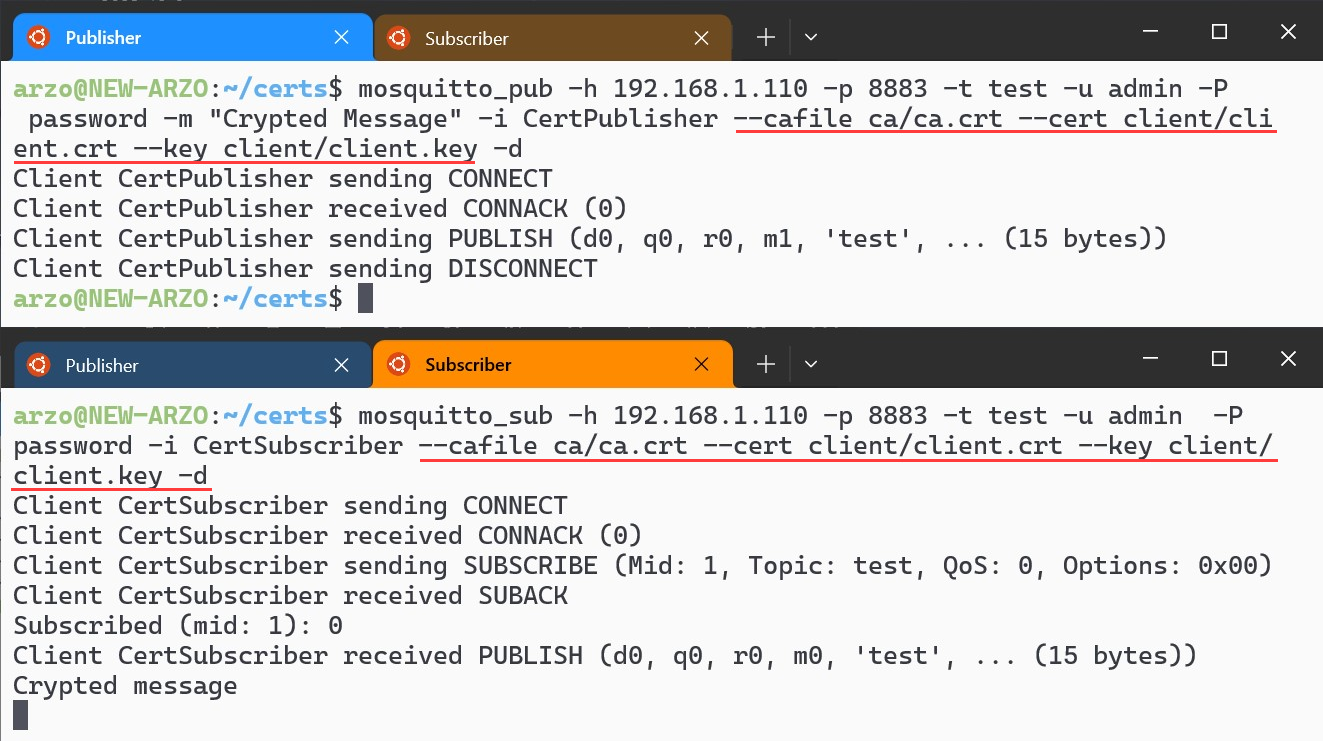 Publisher
Subscriber
arzo@NEW-ARZO:~/certs$ mosquitto_pub -h 192.168.1.110 -p 8883 -t test -u admin -P
password -m "Crypted Message" -i CertPublisher --cafile ca/ca.crt --cert client/cli
ent.crt --key client/client.key -d
Client CertPublisher sending CONNECT
Client CertPublisher received CONNACK (0)
Client CertPublisher sending PUBLISH (d0, q0, r0, m1, 'test', ... (15 bytes))
Client CertPublisher sending DISCONNECT
arzo@NEW-ARZO:~/certs$
Publisher
Subscriber
arzo@NEW-ARZO:~/certs$ mosquitto_sub -h 192.168.1.110 -p 8883 -t test -u admin  -P
password -i CertSubscriber --cafile ca/ca.crt --cert client/client.crt --key client/
client.key -d
Client CertSubscriber sending CONNECT
Client CertSubscriber received CONNACK (0)
Client CertSubscriber sending SUBSCRIBE (Mid: 1, Topic: test, QoS: 0, Options: 0x00)
Client CertSubscriber received SUBACK
Subscribed (mid: 1): 0
Client CertSubscriber received PUBLISH (d0, q0, r0, m0, 'test', ... (15 bytes))
Crypted message